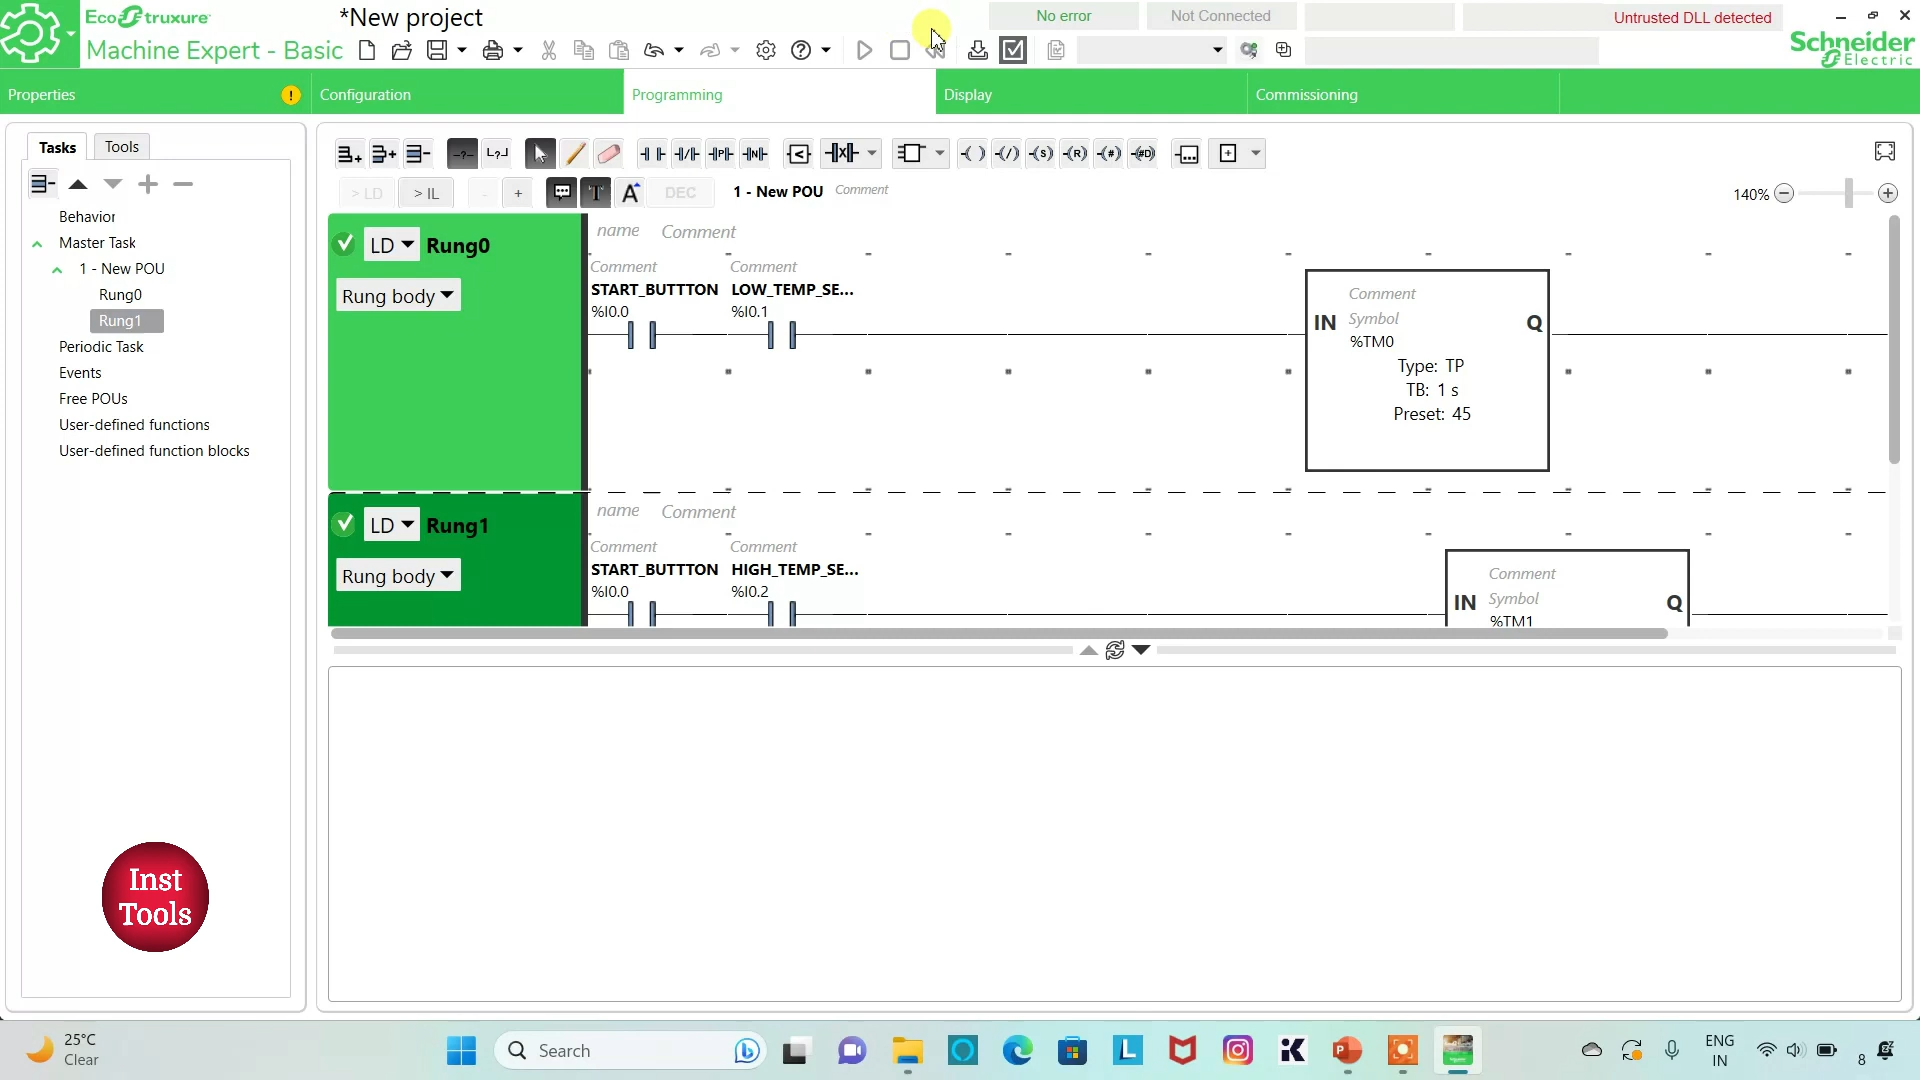 EcoStruxure
Machine Expert - Basic
*New project
No error
Not Connected
Untrusted DLL detected
Schneider
Electric
Properties
!
Configuration
Programming
Display
Commissioning
Tasks
Tools
Behavior
Master Task
1 - New POU
Rung0
Rung1
Periodic Task
Events
Free POUs
User-defined functions
User-defined function blocks
> LD
> IL
-
+
T
A
DEC
1 - New POU
Comment
140%
LD
Rung0
Rung body
name
Comment
Comment
Comment
START_BUTTTON
LOW_TEMP_SE...
%I0.0
%I0.1
Comment
IN
Symbol
Q
%TM0
Type: TP
TB: 1 s
Preset: 45
LD
Rung1
Rung body
name
Comment
Comment
Comment
START_BUTTTON
HIGH_TEMP_SE...
%I0.0
%I0.2
Comment
IN
Symbol
Q
%TM1
Inst
Tools
25°C
Clear
Search
ENG
IN
8